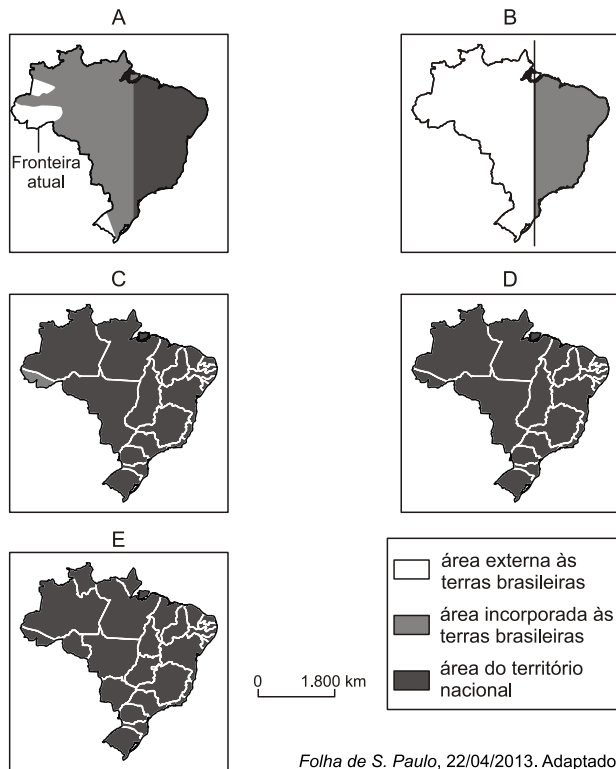 A
B
Fronteira
atual
C
D
E
área externa às
terras brasileiras
área incorporada às
terras brasileiras
área do território
nacional
0 1.800 km
Folha de S. Paulo, 22/04/2013. Adaptado